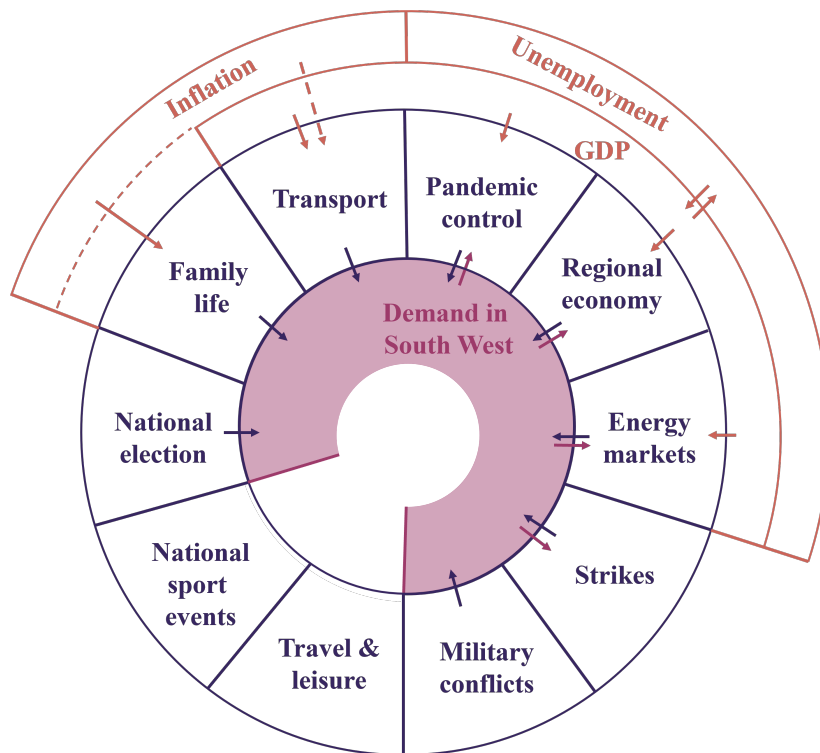 Inflation
Unemployment
GDP
Transport
Pandemic
control
Family
life
Regional
economy
Demand in
South West
National
election
Energy
markets
National
sport
events
Strikes
Travel &
leisure
Military
conflicts